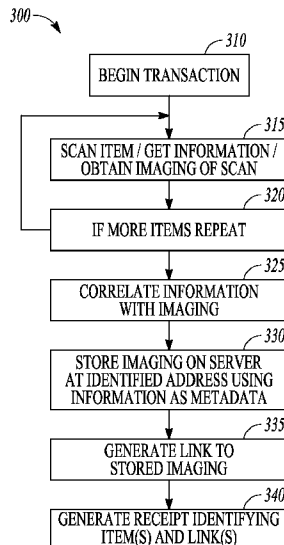 300
310
BEGIN TRANSACTION
315
SCAN ITEM / GET INFORMATION /
OBTAIN IMAGING OF SCAN
320
IF MORE ITEMS REPEAT
325
CORRELATE INFORMATION
WITH IMAGING
330
STORE IMAGING ON SERVER
AT IDENTIFIED ADDRESS USING
INFORMATION AS METADATA
335
GENERATE LINK TO
STORED IMAGING
340
GENERATE RECEIPT IDENTIFYING
ITEM(S) AND LINK(S)